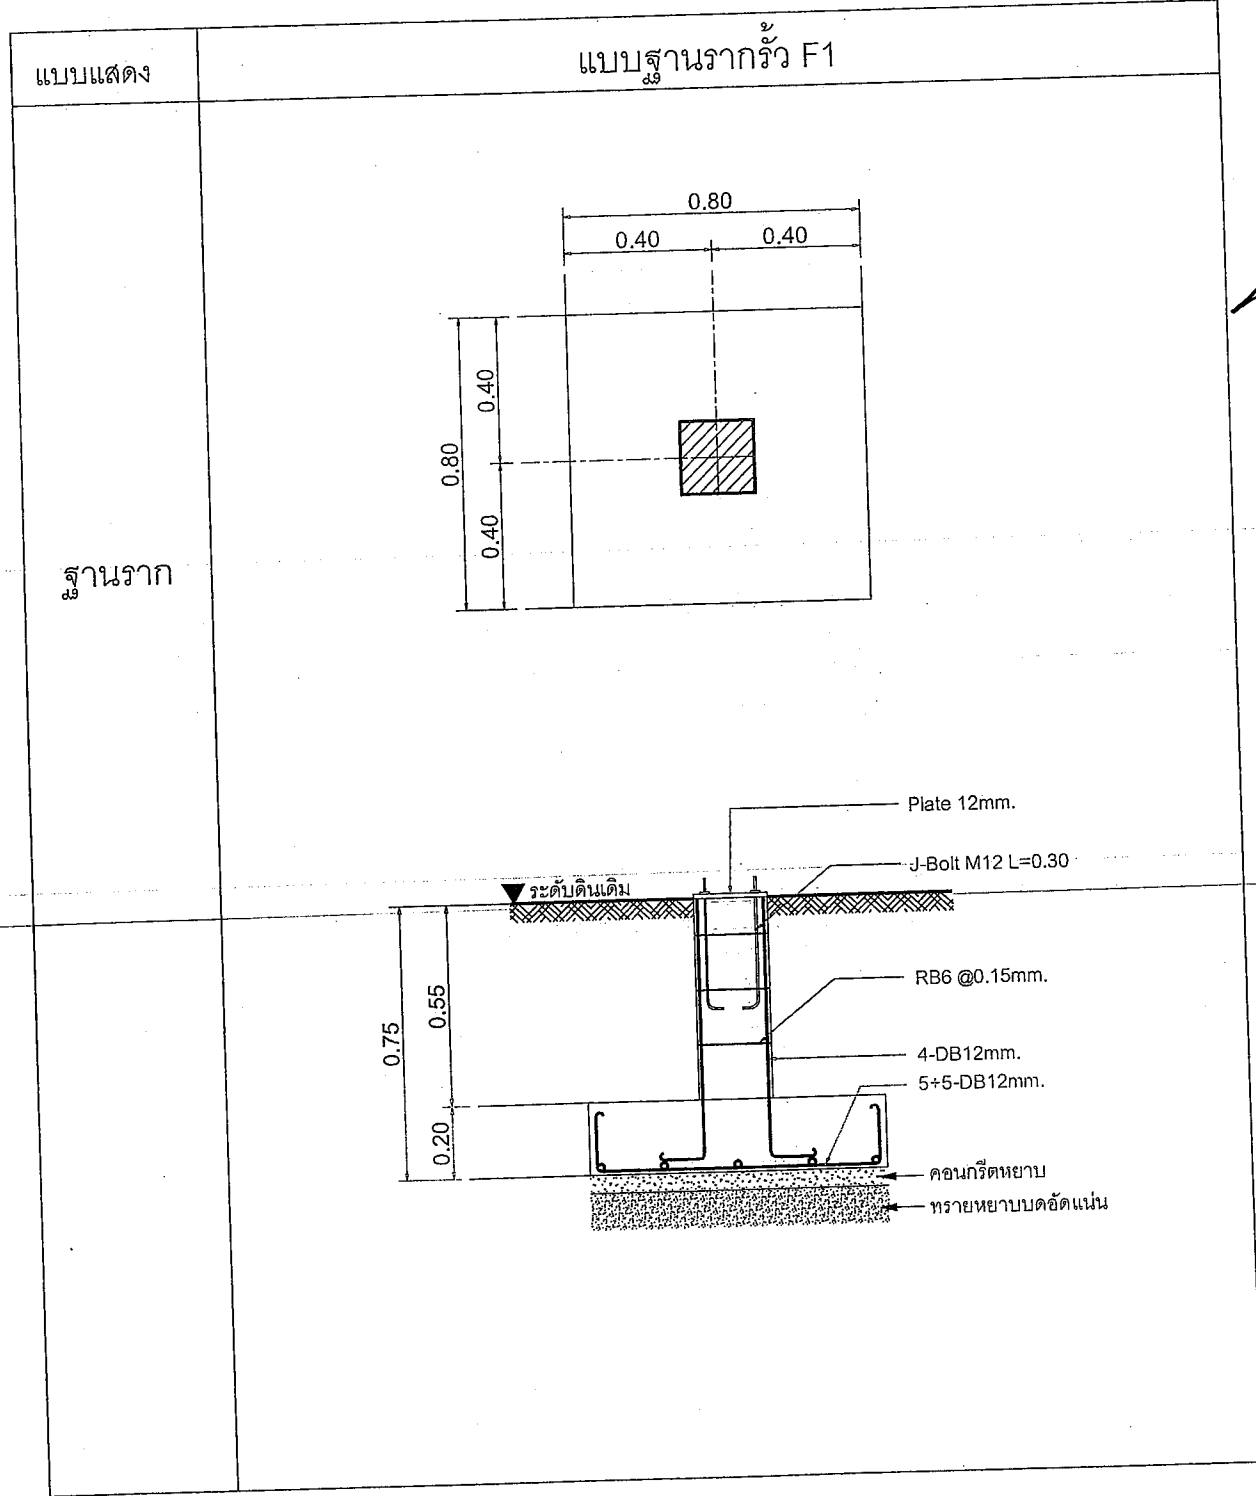 แบบแสดง
แบบฐานรากรั้ว F1
ฐานราก
0.80
0.40
0.40
0.80
0.40
0.40
Plate 12mm.
J-Bolt M12 L=0.30
ระดับดินเดิม
RB6 @0.15mm.
0.75
0.55
4-DB12mm.
5÷5-DB12mm.
0.20
คอนกรีตหยาบ
ทรายหยาบบดอัดแน่น